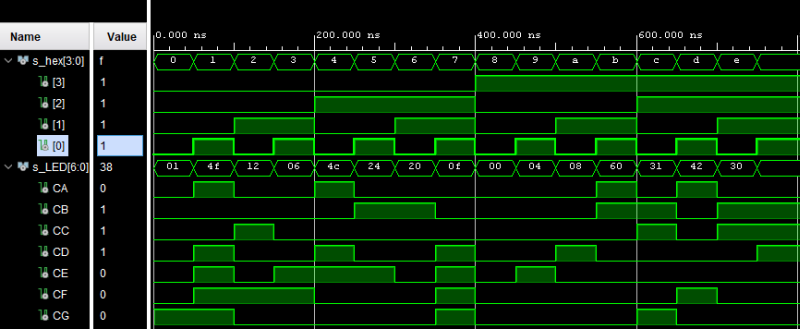 Name Value 0.000 ns 200.000 ns 400.000 ns 600.000 ns
s_hex[3:0] f 0 1 2 3 4 5 6 7 8 9 a b c d e
[3] 1
[2] 1
[1] 1
[0] 1
s_LED[6:0] 38 01 4f 12 06 4c 24 20 0f 00 04 08 60 31 42 30
CA 0
CB 1
CC 1
CD 1
CE 0
CF 0
CG 0